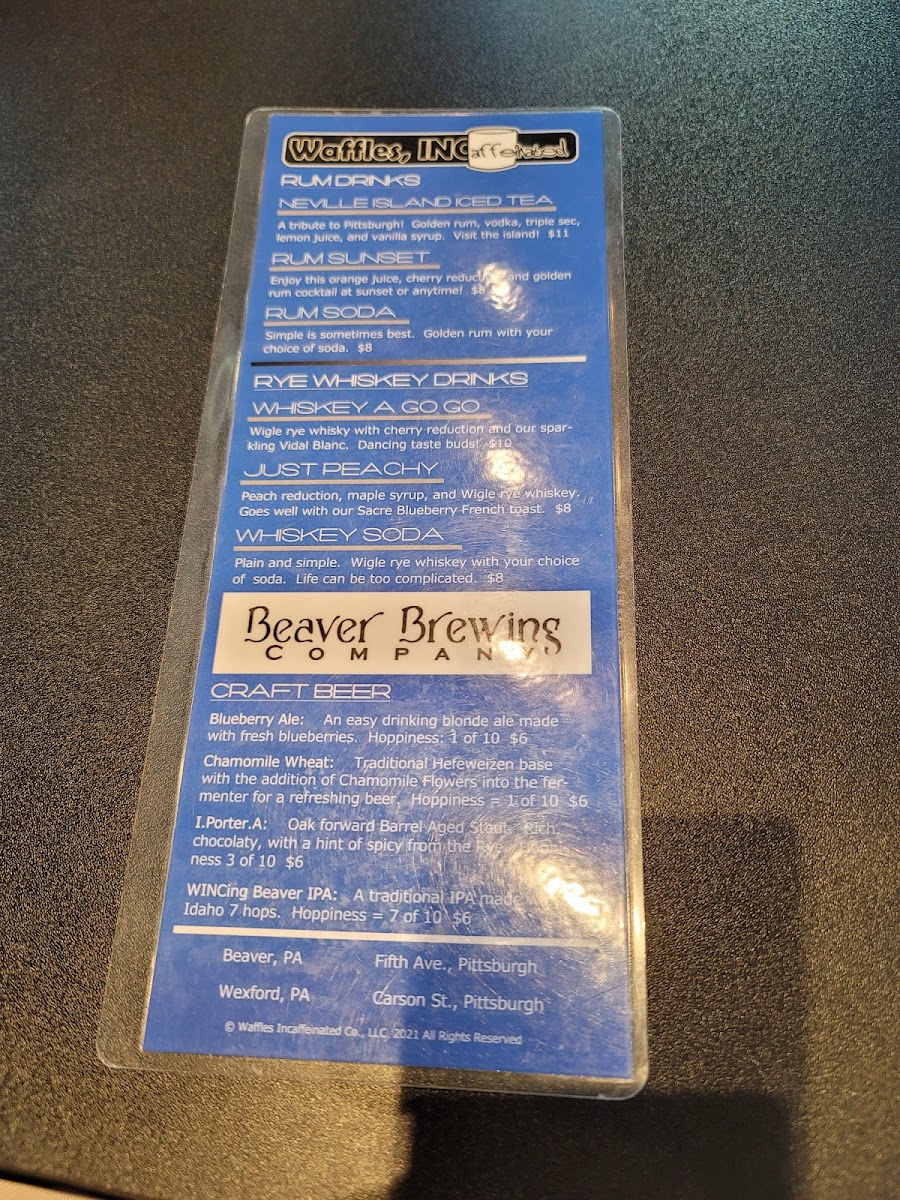 Waffles, INCaffeinated
RUM DRINKS
NEVILLE ISLAND ICED TEA
A tribute to Pittsburgh! Golden rum, vodka, triple sec,
lemon juice, and vanilla syrup. Visit the island! $11
RUM SUNSET
Enjoy this orange juice, cherry reduction and golden
rum cocktail at sunset or anytime! $8
RUM SODA
Simple is sometimes best. Golden rum with your
choice of soda. $8
RYE WHISKEY DRINKS
WHISKEY A GO GO
Wigle rye whisky with cherry reduction and our spar-
kling Vidal Blanc. Dancing taste buds! $10
JUST PEACHY
Peach reduction, maple syrup, and Wigle rye whiskey.
Goes well with our Sacre Blueberry French toast. $8
WHISKEY SODA
Plain and simple. Wigle rye whiskey with your choice
of soda. Life can be too complicated. $8
Beaver Brewing
COMPANY
CRAFT BEER
Blueberry Ale: An easy drinking blonde ale made
with fresh blueberries. Hoppiness: 1 of 10 $6
Chamomile Wheat: Traditional Hefeweizen base
with the addition of Chamomile Flowers into the fer-
menter for a refreshing beer. Hoppiness = 1 of 10 $6
I.Porter.A: Oak forward Barrel Aged Stout. Rich
chocolaty, with a hint of spicy from the Rye.
ness 3 of 10 $6
WINCing Beaver IPA: A traditional IPA made
Idaho 7 hops. Hoppiness = 7 of 10 $6
Beaver, PA Fifth Ave., Pittsburgh
Wexford, PA Carson St., Pittsburgh
© Waffles Incaffeinated Co., LLC 2021 All Rights Reserved